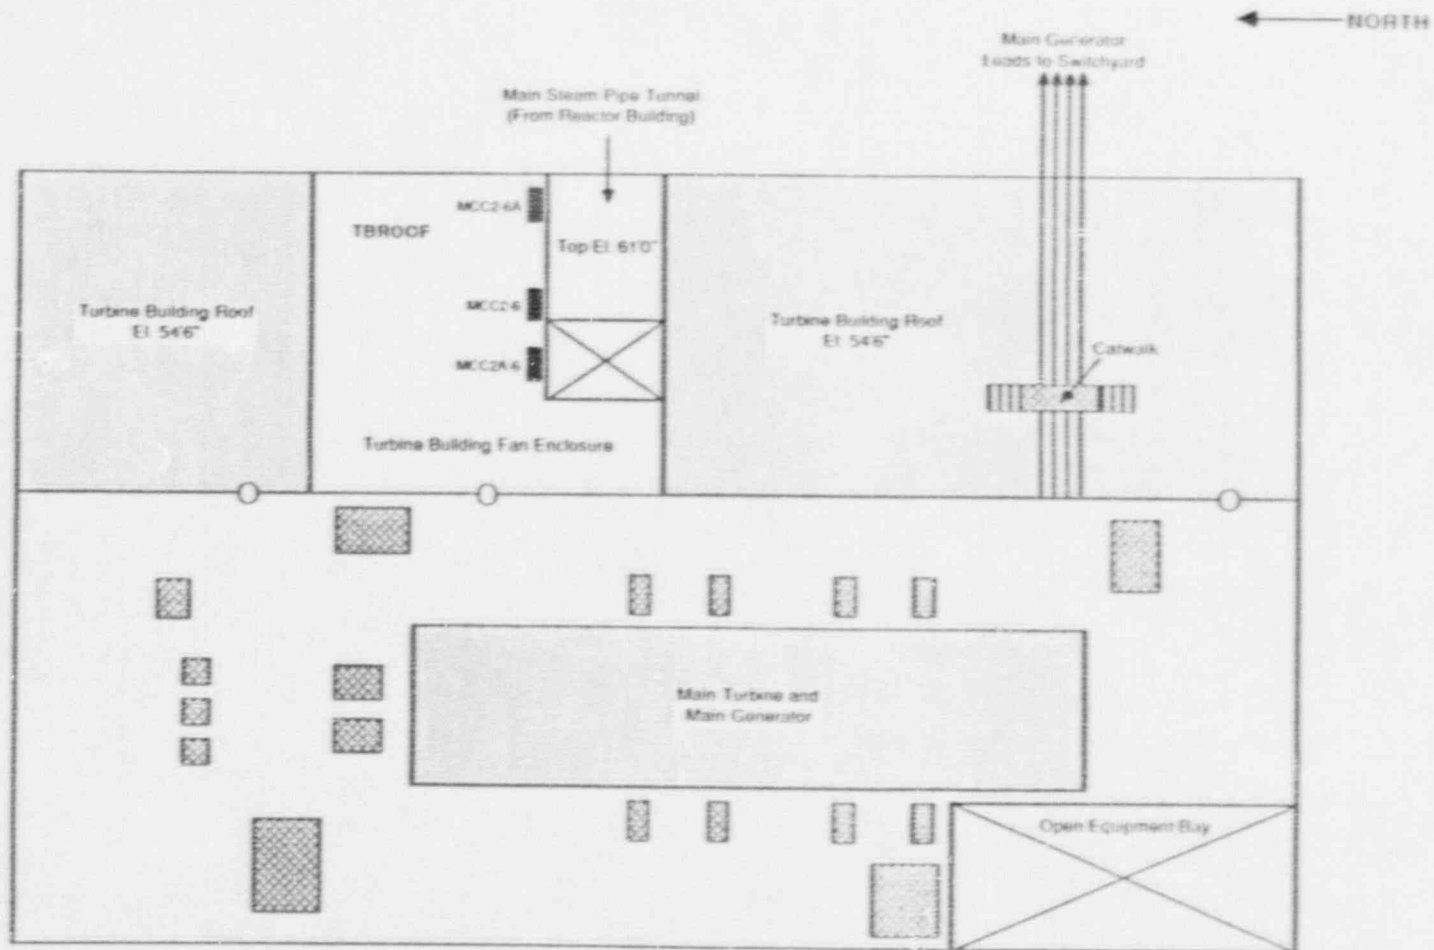 NORTH
Main Generator
Leads to Switchyard
Main Steam Pipe Tunnel
(From Reactor Building)
MCC2-6A
TBROOF
Top El. 61'0"
Turbine Building Roof
El. 54'6"
MCC2-6
Turbine Building Roof
El. 54'6"
Catwalk
MCC2A-6
Turbine Building Fan Enclosure
Main Turbine and
Main Generator
Open Equipment Bay